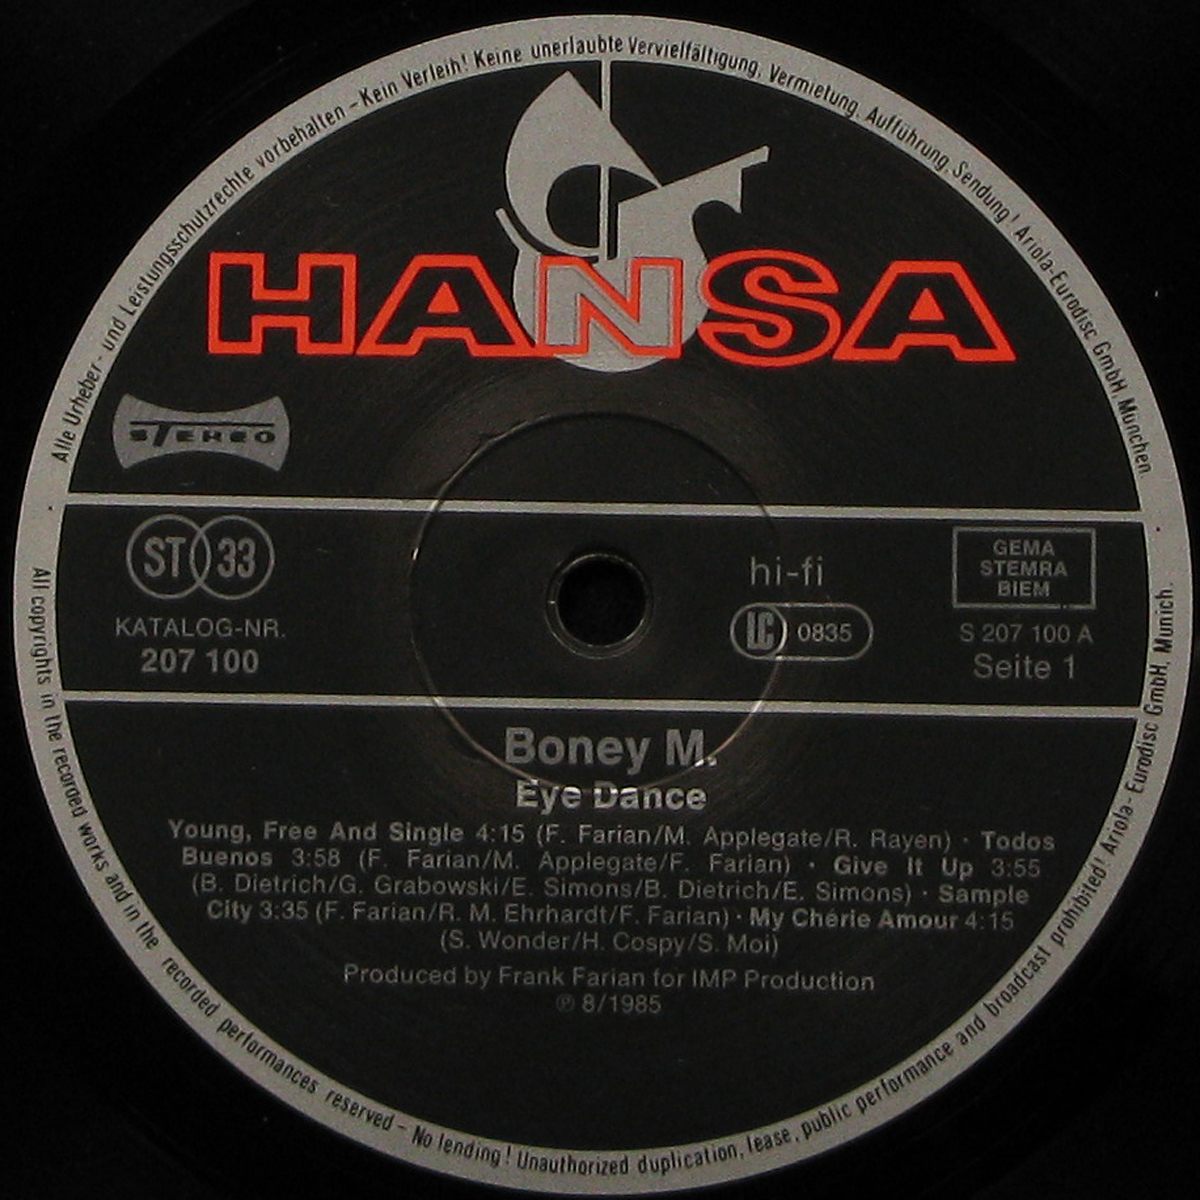 Alle Urheber- und Leistungsschutzrechte vorbehalten – Kein Verleih! Keine unerlaubte Vervielfältigung, Vermietung, Aufführung, Sendung! Ariola-Eurodisc GmbH, München
HANSA
STEREO
ST 33
KATALOG-NR.
207 100
hi-fi
LC 0835
GEMA
STEMRA
BIEM
S 207 100 A
Seite 1
Boney M.
Eye Dance
Young, Free And Single 4:15 (F. Farian/M. Applegate/R. Rayen) · Todos
Buenos 3:58 (F. Farian/M. Applegate/F. Farian) · Give It Up 3:55
(B. Dietrich/G. Grabowski/E. Simons/B. Dietrich/E. Simons) · Sample
City 3:35 (F. Farian/R. M. Ehrhardt/F. Farian) · My Chérie Amour 4:15
(S. Wonder/H. Cospy/S. Moi)
Produced by Frank Farian for IMP Production
℗ 8/1985
All copyrights in the recorded works and in the recorded performances reserved – No lending! Unauthorized duplication, lease, public performance and broadcast prohibited! Ariola-Eurodisc GmbH, Munich.